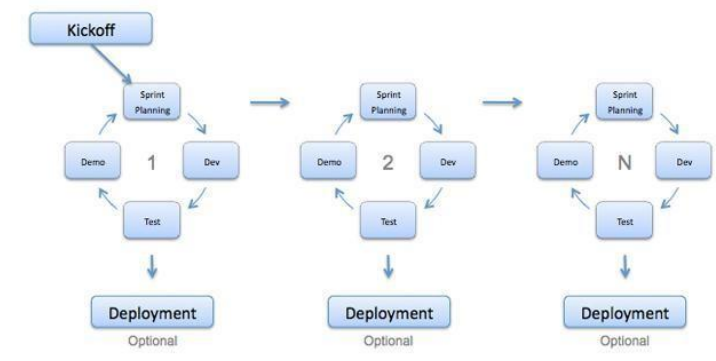 Kickoff
Sprint
Planning
Demo
1
Dev
Test
Deployment
Optional
Sprint
Planning
Demo
2
Dev
Test
Deployment
Optional
Sprint
Planning
Demo
N
Dev
Test
Deployment
Optional